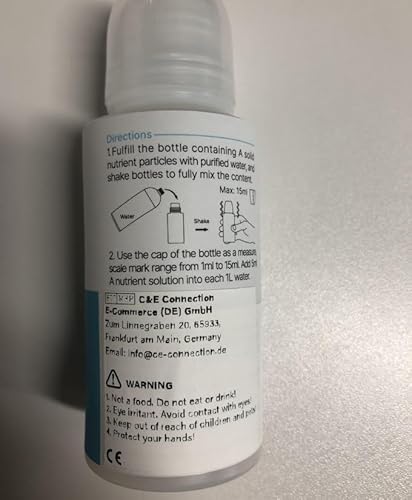 Directions
1.Fulfill the bottle containing A solid
nutrient particles with purified water, and
shake bottles to fully mix the content.
Max: 15ml
Water
Shake
2. Use the cap of the bottle as a measure
scale mark range from 1ml to 15ml. Add 5ml
A nutrient solution into each 1L water.
REP C&E Connection
E-Commerce (DE) GmbH
Zum Linnegraben 20, 65933,
Frankfurt am Main, Germany
Email: info@ce-connection.de
WARNING
1. Not a food. Do not eat or drink!
2. Eye irritant. Avoid contact with eyes!
3. Keep out of reach of children and pets!
4. Protect your hands!
CE